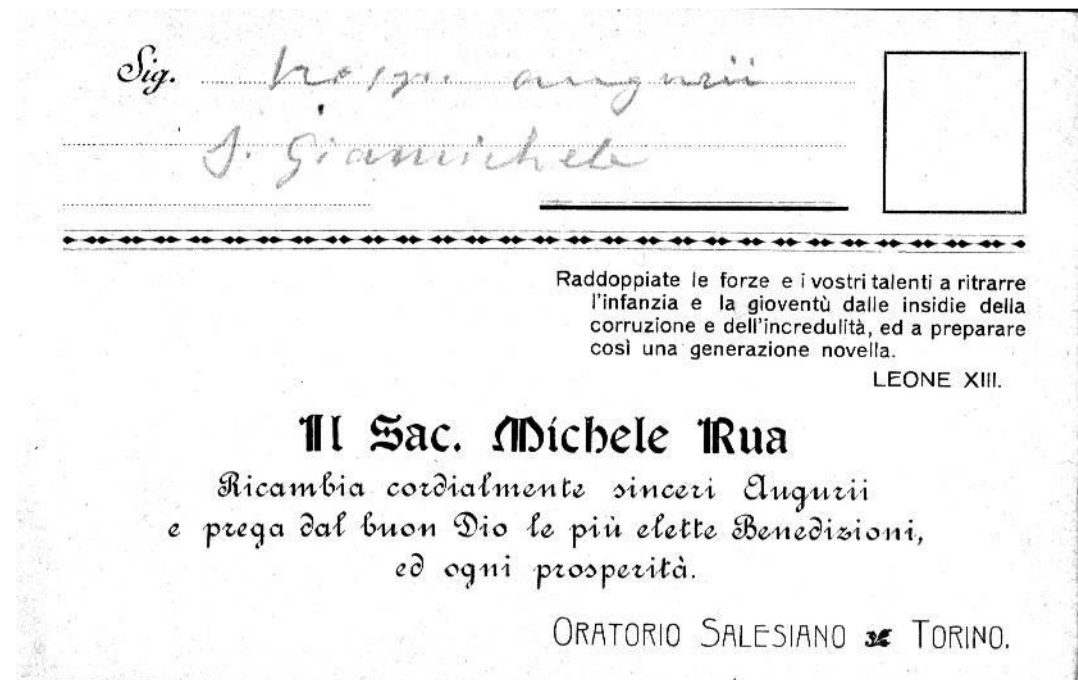 Sig. augurii
S. Giamichele
Raddoppiate le forze e i vostri talenti a ritrarre
l'infanzia e la gioventù dalle insidie della
corruzione e dell'incredulità, ed a preparare
così una generazione novella.
LEONE XIII.
Il Sac. Michele Rua
Ricambia cordialmente sinceri Augurii
e prega dal buon Dio le più elette Benedizioni,
ed ogni prosperità.
ORATORIO SALESIANO TORINO.